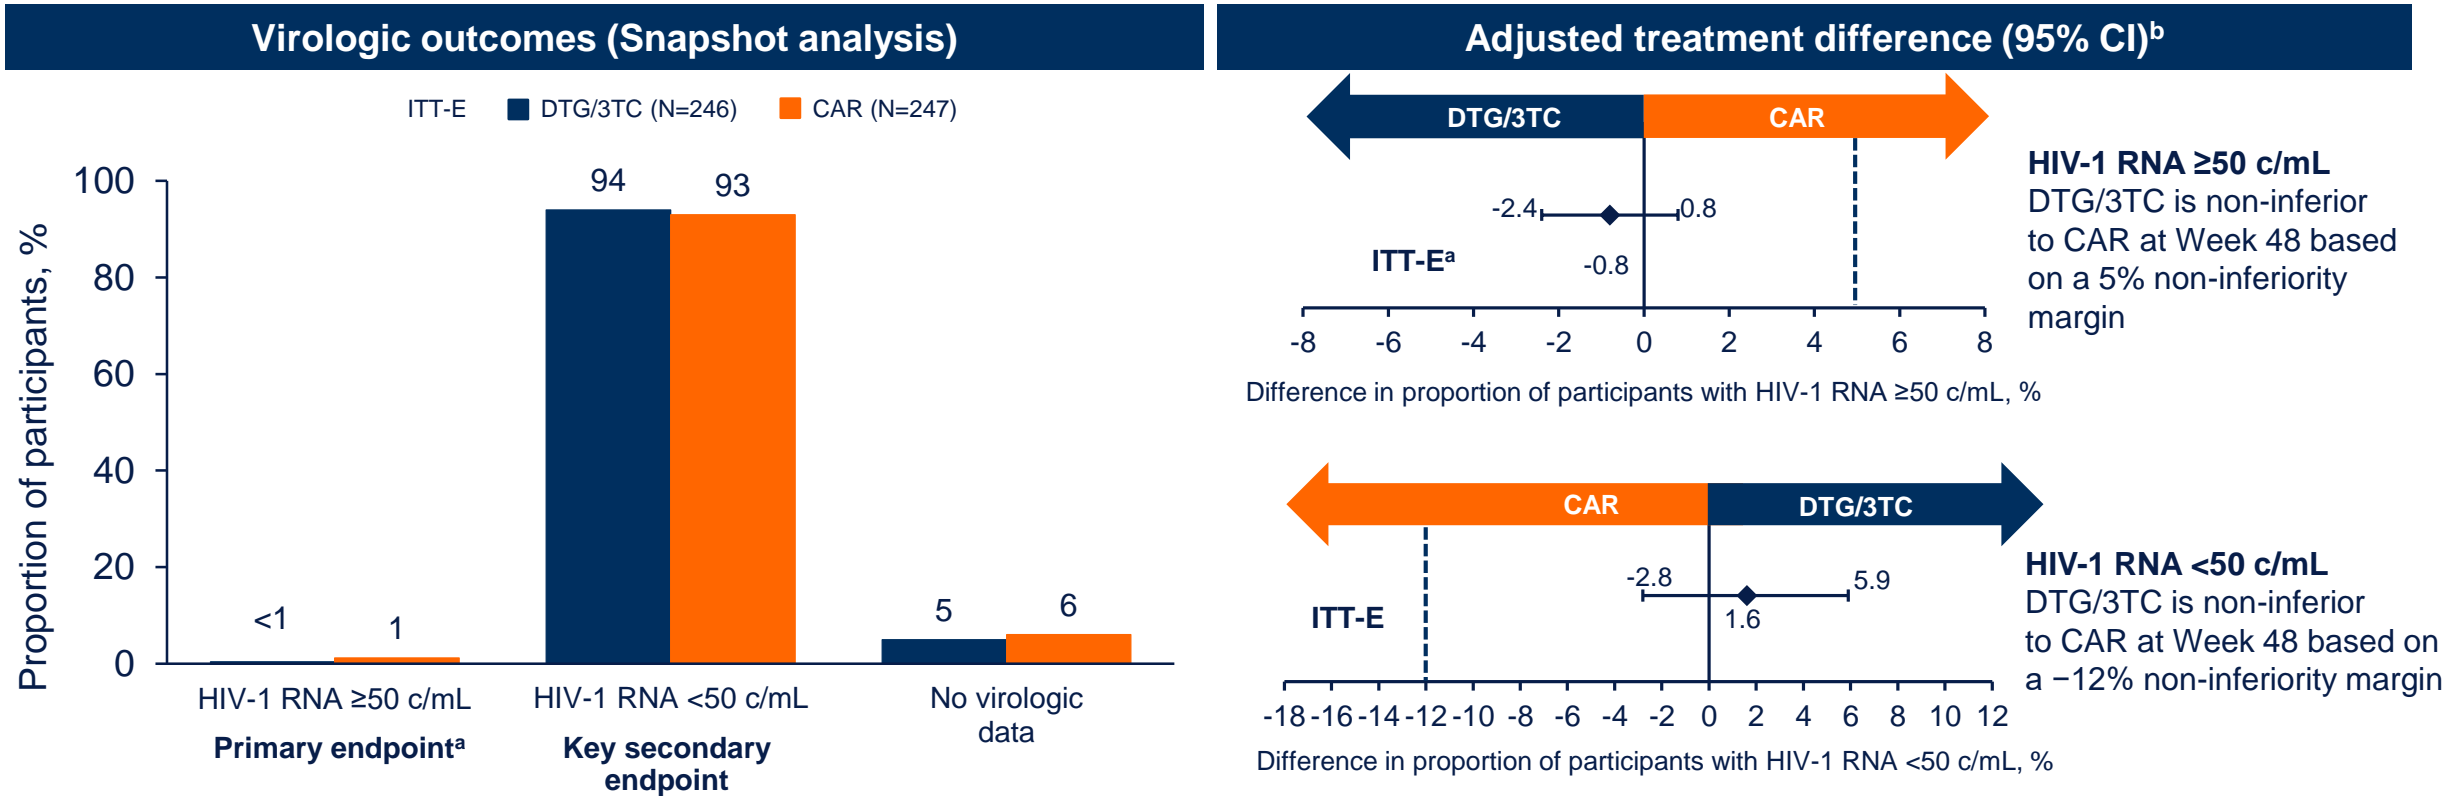 Virologic outcomes (Snapshot analysis)
ITT-E DTG/3TC (N=246) CAR (N=247)
Proportion of participants, %
100
80
60
40
20
0
<1
1
94
93
5
6
HIV-1 RNA ≥50 c/mL
Primary endpointᵃ
HIV-1 RNA <50 c/mL
Key secondary
endpoint
No virologic
data
Adjusted treatment difference (95% CI)ᵇ
DTG/3TC CAR
-2.4 0.8
-0.8
ITT-Eᵃ
-8 -6 -4 -2 0 2 4 6 8
Difference in proportion of participants with HIV-1 RNA ≥50 c/mL, %
HIV-1 RNA ≥50 c/mL
DTG/3TC is non-inferior
to CAR at Week 48 based
on a 5% non-inferiority
margin
CAR DTG/3TC
-2.8 5.9
1.6
ITT-E
-18 -16 -14 -12 -10 -8 -6 -4 -2 0 2 4 6 8 10 12
Difference in proportion of participants with HIV-1 RNA <50 c/mL, %
HIV-1 RNA <50 c/mL
DTG/3TC is non-inferior
to CAR at Week 48 based on
a −12% non-inferiority margin